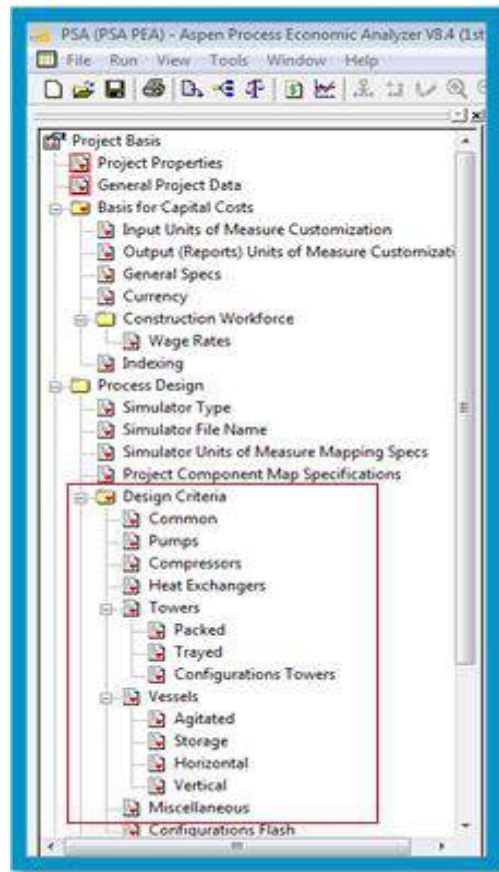 PSA (PSA PEA) - Aspen Process Economic Analyzer V8.4 (1st
File Run View Tools Window Help
Project Basis
Project Properties
General Project Data
Basis for Capital Costs
Input Units of Measure Customization
Output (Reports) Units of Measure Customizati
General Specs
Currency
Construction Workforce
Wage Rates
Indexing
Process Design
Simulator Type
Simulator File Name
Simulator Units of Measure Mapping Specs
Project Component Map Specifications
Design Criteria
Common
Pumps
Compressors
Heat Exchangers
Towers
Packed
Trayed
Configurations Towers
Vessels
Agitated
Storage
Horizontal
Vertical
Miscellaneous
Configurations Flash